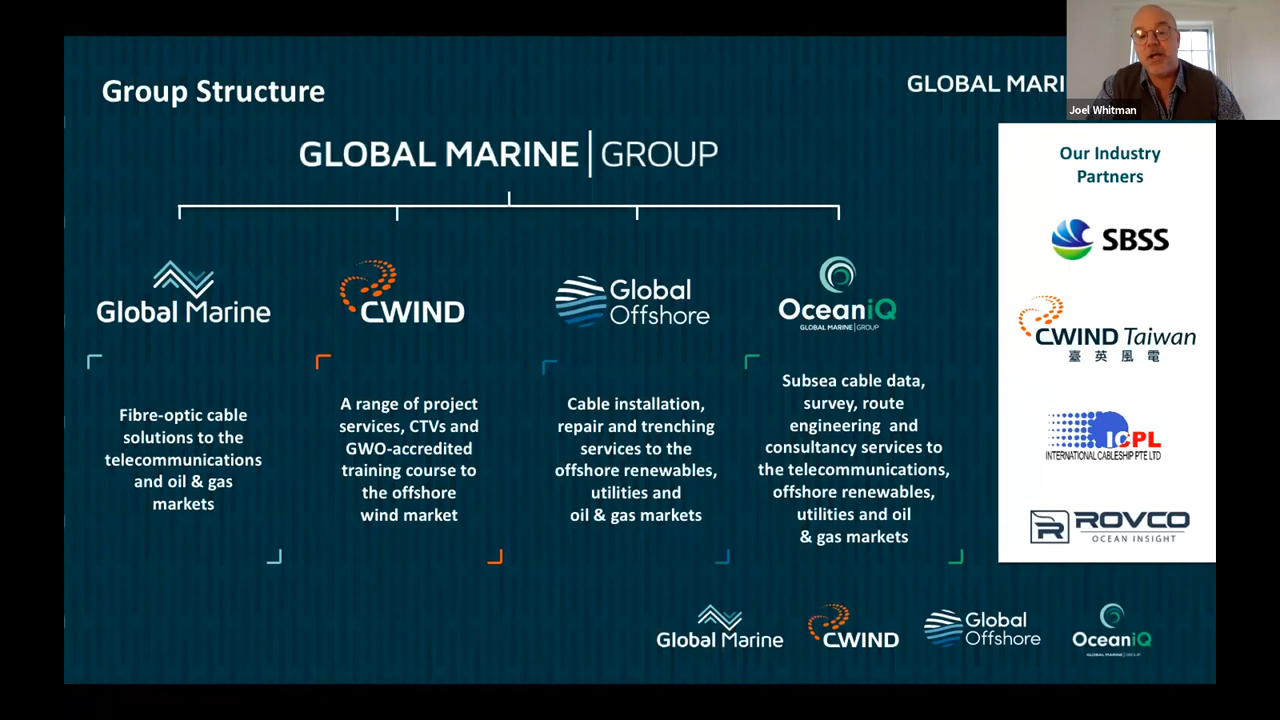 Group Structure
GLOBAL MARI
Joel Whitman
GLOBAL MARINE GROUP
Global Marine
CWIND
Global
Offshore
OceaniQ
GLOBAL MARINE GROUP
Fibre-optic cable
solutions to the
telecommunications
and oil & gas
markets
A range of project
services, CTVs and
GWO-accredited
training course to
the offshore
wind market
Cable installation,
repair and trenching
services to the
offshore renewables,
utilities and
oil & gas markets
Subsea cable data,
survey, route
engineering and
consultancy services to
the telecommunications,
offshore renewables,
utilities and oil
& gas markets
Our Industry
Partners
SBSS
CWIND Taiwan
臺英風電
ICPL
INTERNATIONAL CABLESHIP PTE LTD
R ROVCO
OCEAN INSIGHT
Global Marine
CWIND
Global
Offshore
OceaniQ
GLOBAL MARINE GROUP